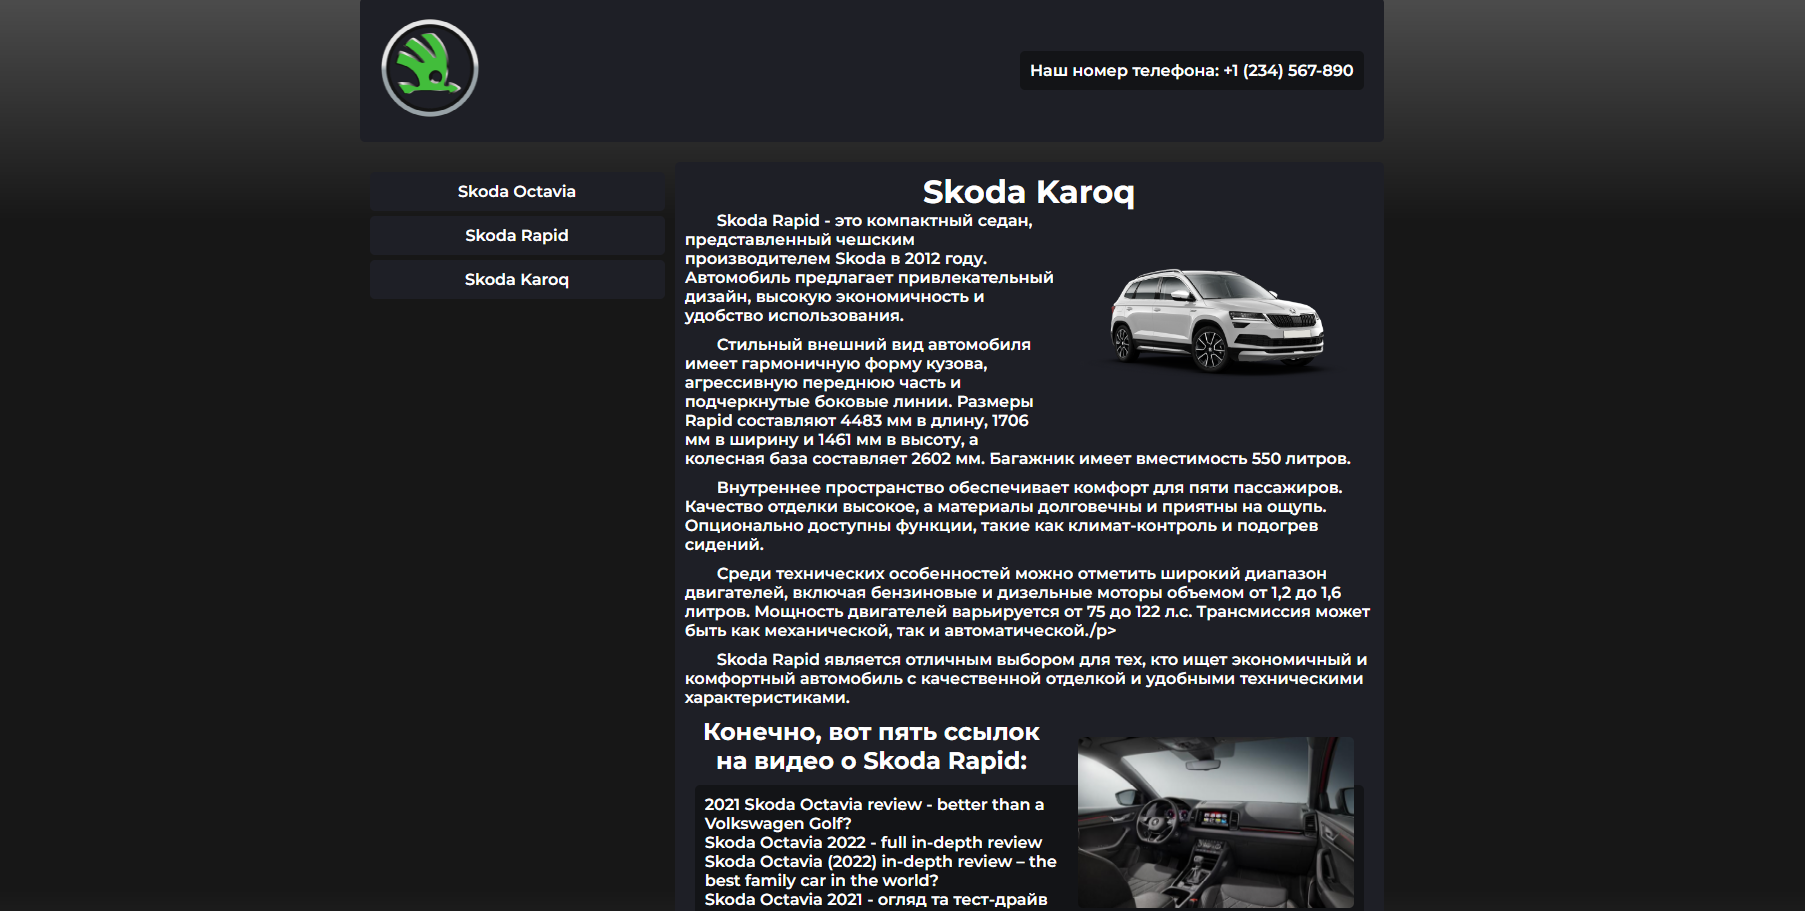 Наш номер телефона: +1 (234) 567-890
Skoda Octavia
Skoda Rapid
Skoda Karoq
Skoda Karoq
Skoda Rapid - это компактный седан,
представленный чешским
производителем Skoda в 2012 году.
Автомобиль предлагает привлекательный
дизайн, высокую экономичность и
удобство использования.
Стильный внешний вид автомобиля
имеет гармоничную форму кузова,
агрессивную переднюю часть и
подчеркнутые боковые линии. Размеры
Rapid составляют 4483 мм в длину, 1706
мм в ширину и 1461 мм в высоту, а
колесная база составляет 2602 мм. Багажник имеет вместимость 550 литров.
Внутреннее пространство обеспечивает комфорт для пяти пассажиров.
Качество отделки высокое, а материалы долговечны и приятны на ощупь.
Опционально доступны функции, такие как климат-контроль и подогрев
сидений.
Среди технических особенностей можно отметить широкий диапазон
двигателей, включая бензиновые и дизельные моторы объемом от 1,2 до 1,6
литров. Мощность двигателей варьируется от 75 до 122 л.с. Трансмиссия может
быть как механической, так и автоматической./p>
Skoda Rapid является отличным выбором для тех, кто ищет экономичный и
комфортный автомобиль с качественной отделкой и удобными техническими
характеристиками.
Конечно, вот пять ссылок
на видео о Skoda Rapid:
2021 Skoda Octavia review - better than a
Volkswagen Golf?
Skoda Octavia 2022 - full in-depth review
Skoda Octavia (2022) in-depth review – the
best family car in the world?
Skoda Octavia 2021 - огляд та тест-драйв